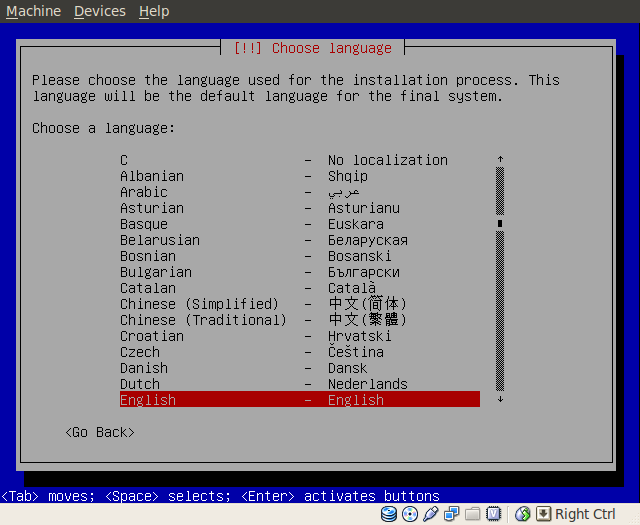 Machine Devices Help
[!!] Choose language
Please choose the language used for the installation process. This
language will be the default language for the final system.
Choose a language:
C - No localization
Albanian - Shqip
Arabic - عربي
Asturian - Asturianu
Basque - Euskara
Belarusian - Беларуская
Bosnian - Bosanski
Bulgarian - Български
Catalan - Català
Chinese (Simplified) - 中文(简体)
Chinese (Traditional) - 中文(繁體)
Croatian - Hrvatski
Czech - Čeština
Danish - Dansk
Dutch - Nederlands
English - English
<Go Back>
<Tab> moves; <Space> selects; <Enter> activates buttons
Right Ctrl